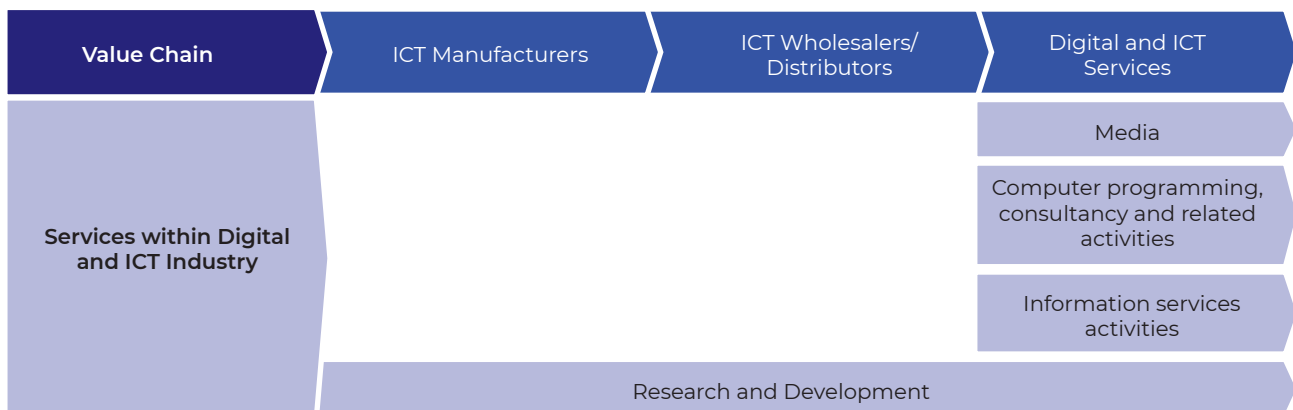 Value Chain
ICT Manufacturers
ICT Wholesalers/
Distributors
Digital and ICT
Services
Services within Digital
and ICT Industry
Media
Computer programming,
consultancy and related
activities
Information services
activities
Research and Development